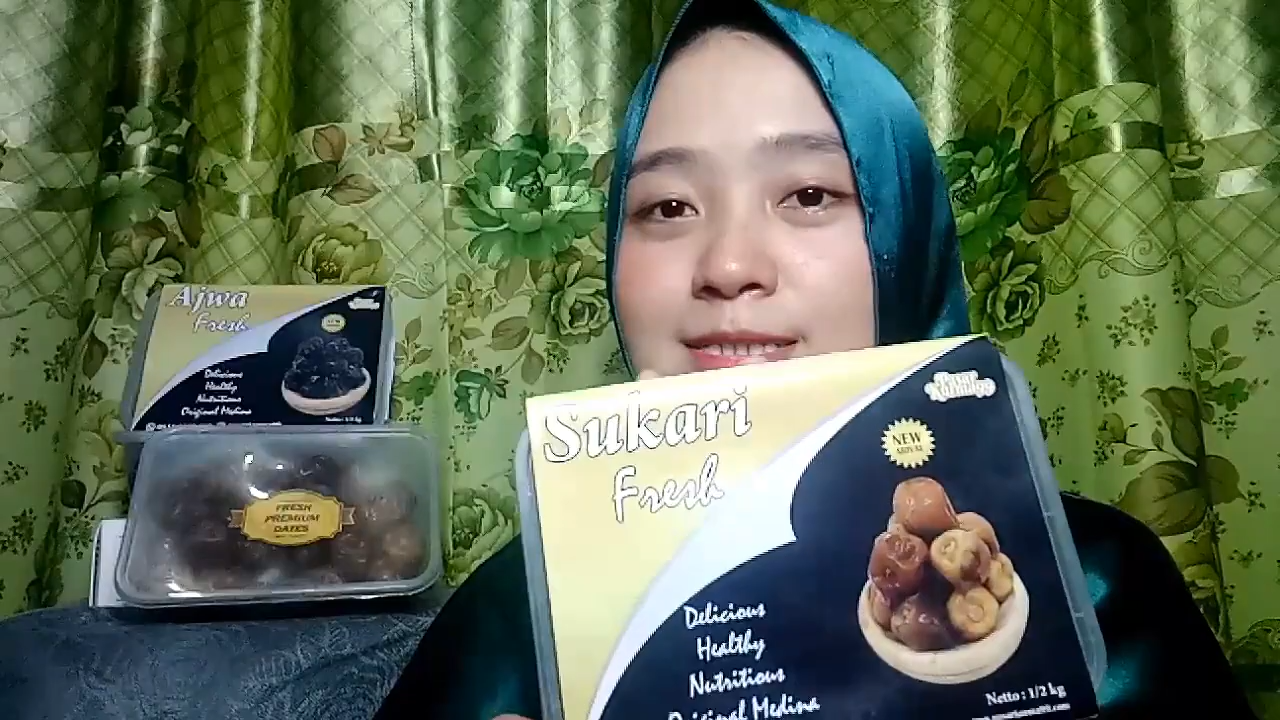 Ajwa
Fresh
Delicious
Healthy
Nutritious
Original Medina
FRESH
PREMIUM
DATES
Sukari
Fresh
NEW
Delicious
Healthy
Nutritious
Original Medina
Netto : 1/2 kg